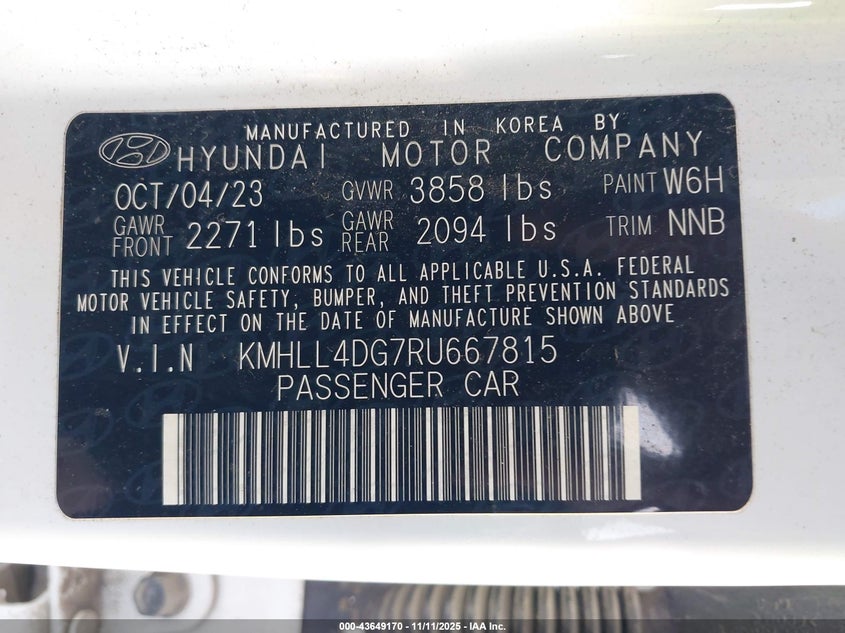 MANUFACTURED IN KOREA BY
HYUNDAI MOTOR COMPANY
OCT/04/23 GVWR 3858 lbs PAINT W6H
GAWR FRONT 2271 lbs GAWR REAR 2094 lbs TRIM NNB
THIS VEHICLE CONFORMS TO ALL APPLICABLE U.S.A. FEDERAL
MOTOR VEHICLE SAFETY, BUMPER, AND THEFT PREVENTION STANDARDS
IN EFFECT ON THE DATE OF MANUFACTURE SHOWN ABOVE
V.I.N KMHLL4DG7RU667815
PASSENGER CAR
000-43649170 - 11/11/2025 - © IAA Inc.